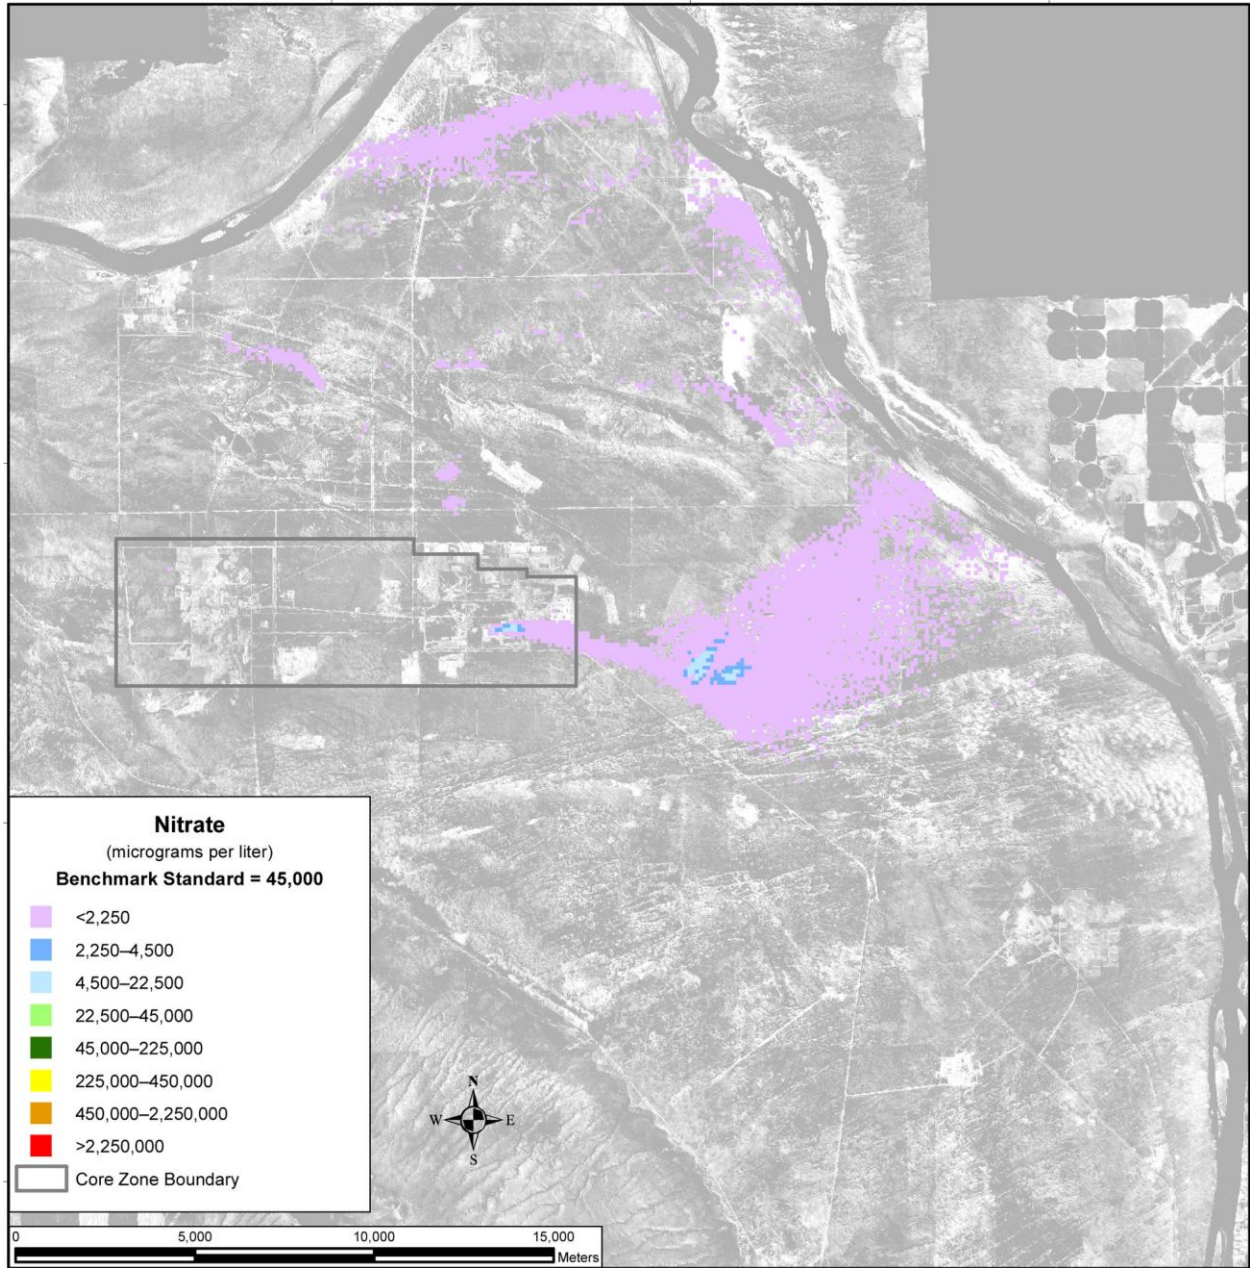 Nitrate
(micrograms per liter)
Benchmark Standard = 45,000
<2,250
2,250–4,500
4,500–22,500
22,500–45,000
45,000–225,000
225,000–450,000
450,000–2,250,000
>2,250,000
Core Zone Boundary
N
W E
S
0 5,000 10,000 15,000
Meters